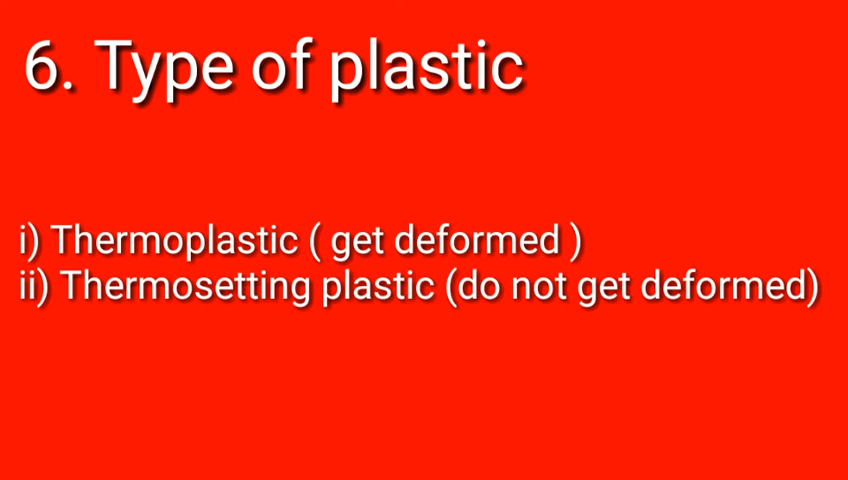 6. Type of plastic
i) Thermoplastic ( get deformed )
ii) Thermosetting plastic (do not get deformed)